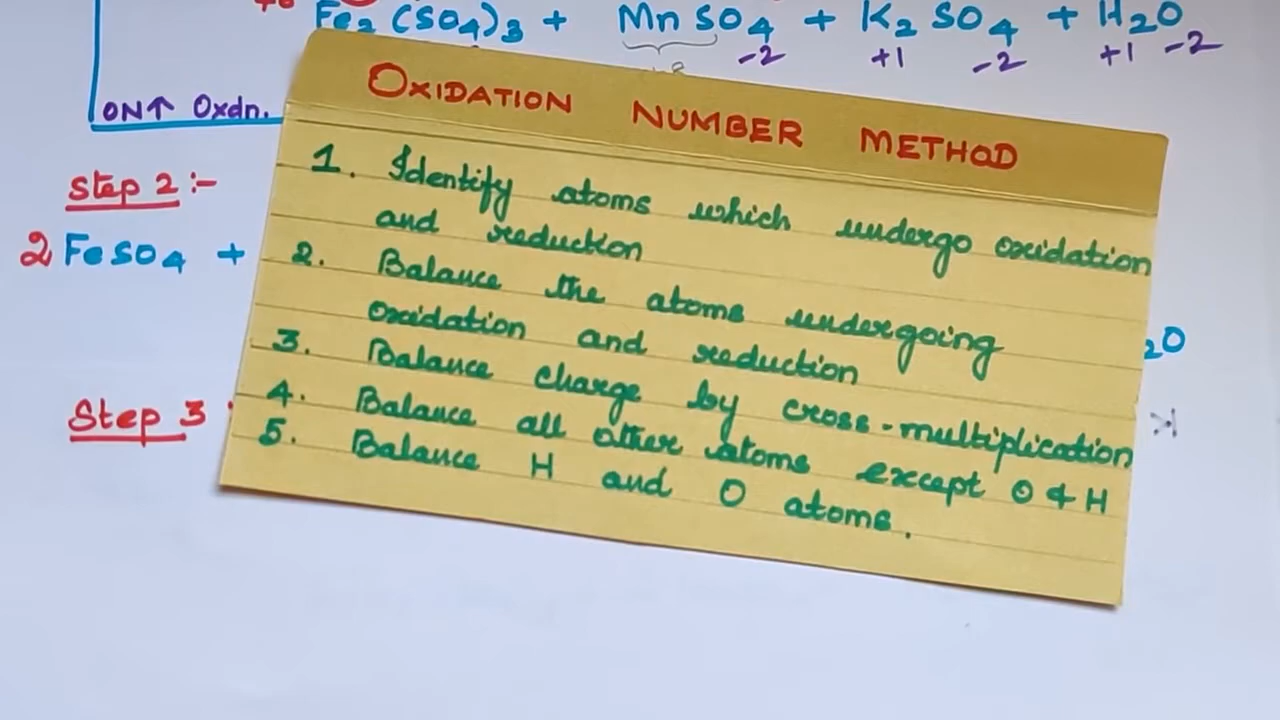 Fe2(SO4)3 + MnSO4 + K2SO4 + H2O
-2 +1 -2 +1 -2
ON↑ Oxdn.
OXIDATION NUMBER METHOD
1. Identify atoms which undergo oxidation
and reduction
2. Balance the atoms undergoing
oxidation and reduction
3. Balance charge by cross-multiplication
4. Balance all other atoms except O & H
5. Balance H and O atoms.
Step 2:-
2 FeSO4 +
2O
Step 3